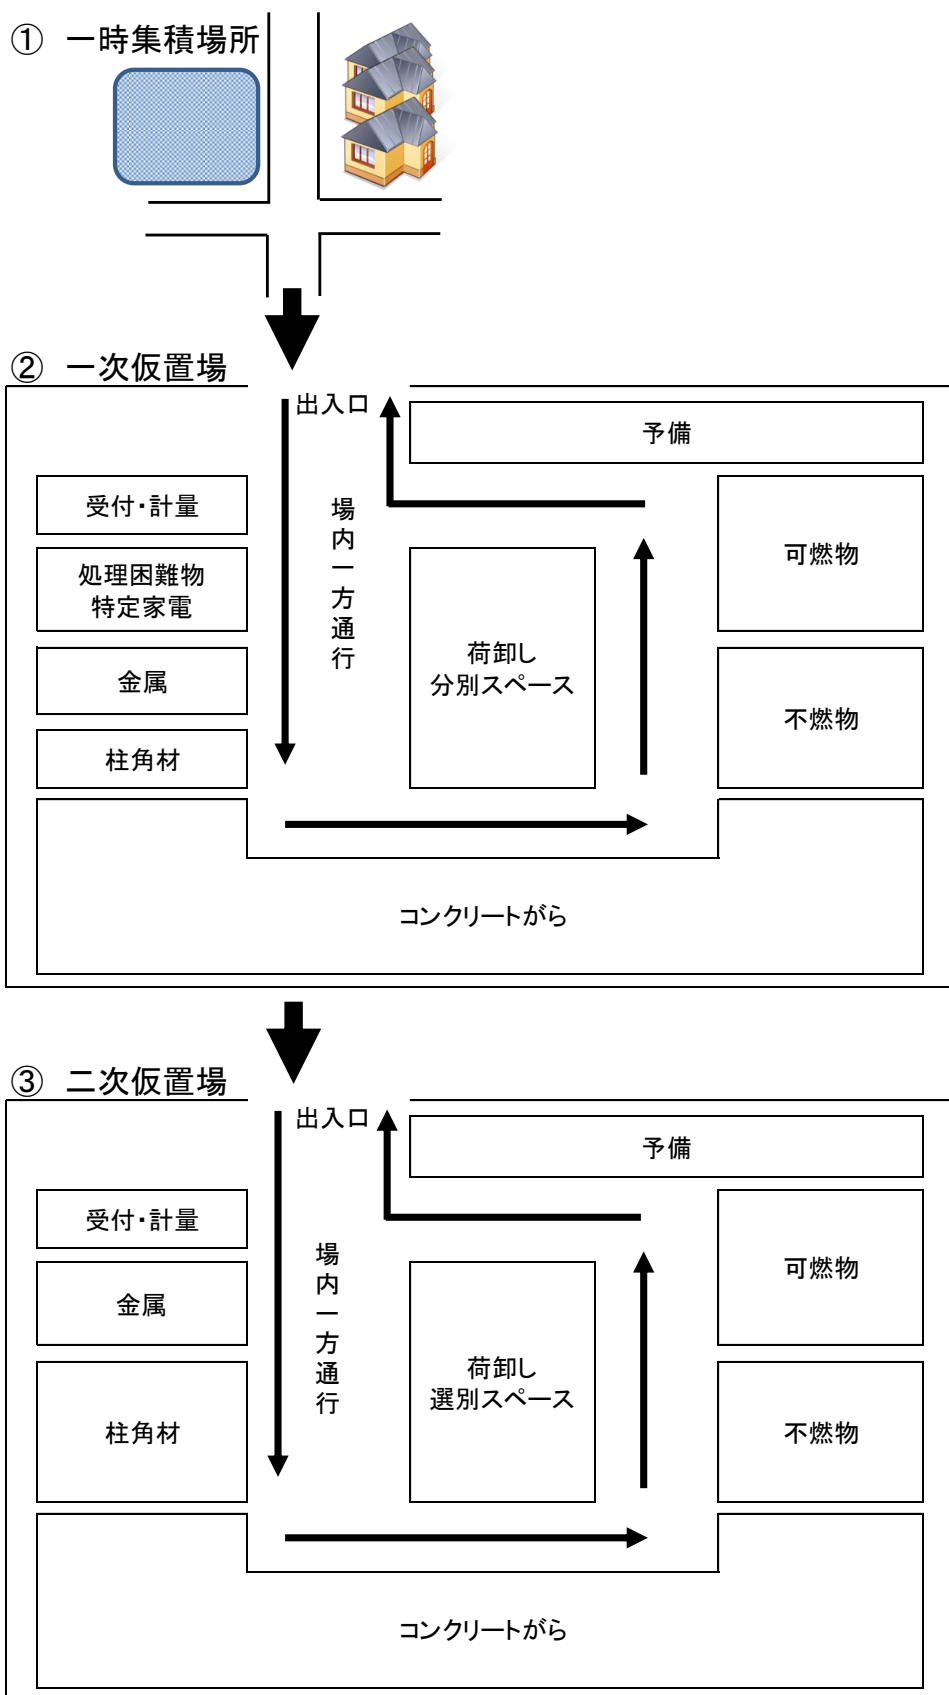 ① 一時集積場所
② 一次仮置場
出入口
予備
受付・計量
処理困難物
特定家電
金属
柱角材
場内一方通行
荷卸し
分別スペース
可燃物
不燃物
コンクリートがら
③ 二次仮置場
出入口
予備
受付・計量
金属
柱角材
場内一方通行
荷卸し
選別スペース
可燃物
不燃物
コンクリートがら